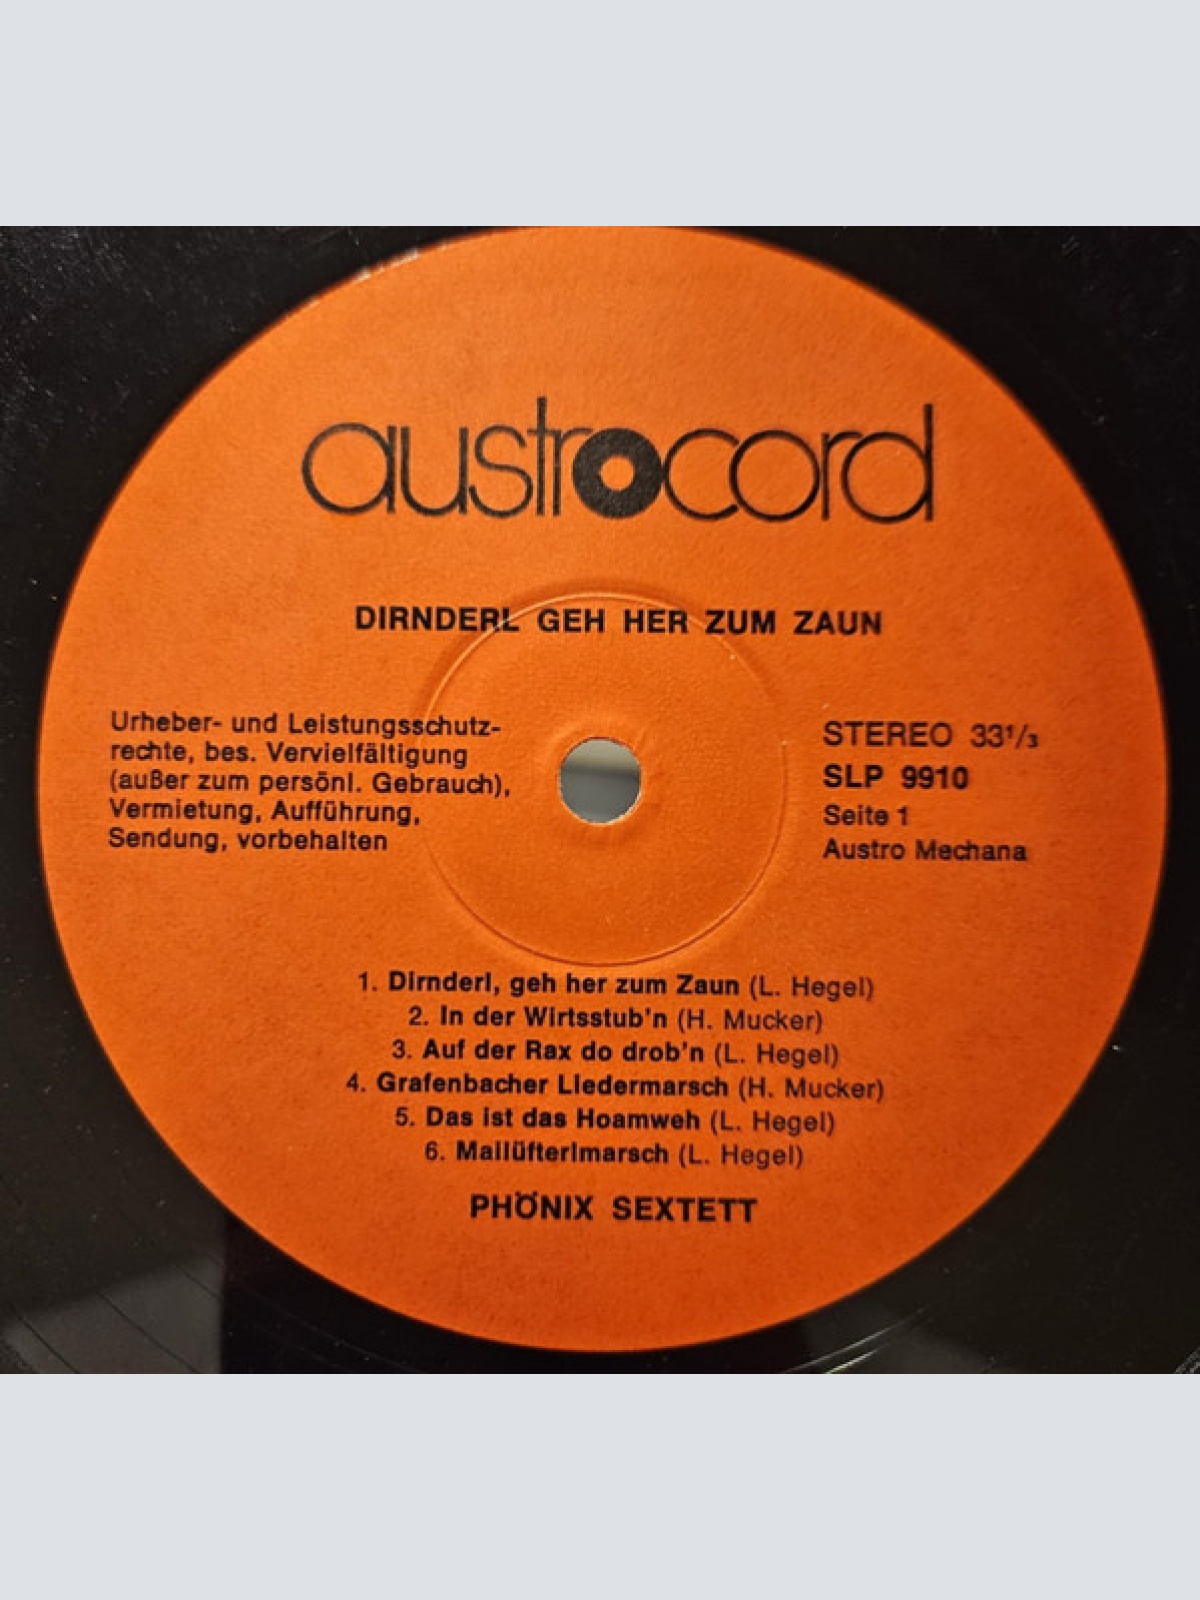 austrocord
DIRNDERL GEH HER ZUM ZAUN
Urheber- und Leistungsschutz-
rechte, bes. Vervielfältigung
(außer zum persönl. Gebrauch),
Vermietung, Aufführung,
Sendung, vorbehalten
STEREO 33¹/₃
SLP 9910
Seite 1
Austro Mechana
1. Dirnderl, geh her zum Zaun (L. Hegel)
2. In der Wirtsstub'n (H. Mucker)
3. Auf der Rax do drob'n (L. Hegel)
4. Grafenbacher Liedermarsch (H. Mucker)
5. Das ist das Hoamweh (L. Hegel)
6. Mailüfterlmarsch (L. Hegel)
PHÖNIX SEXTETT